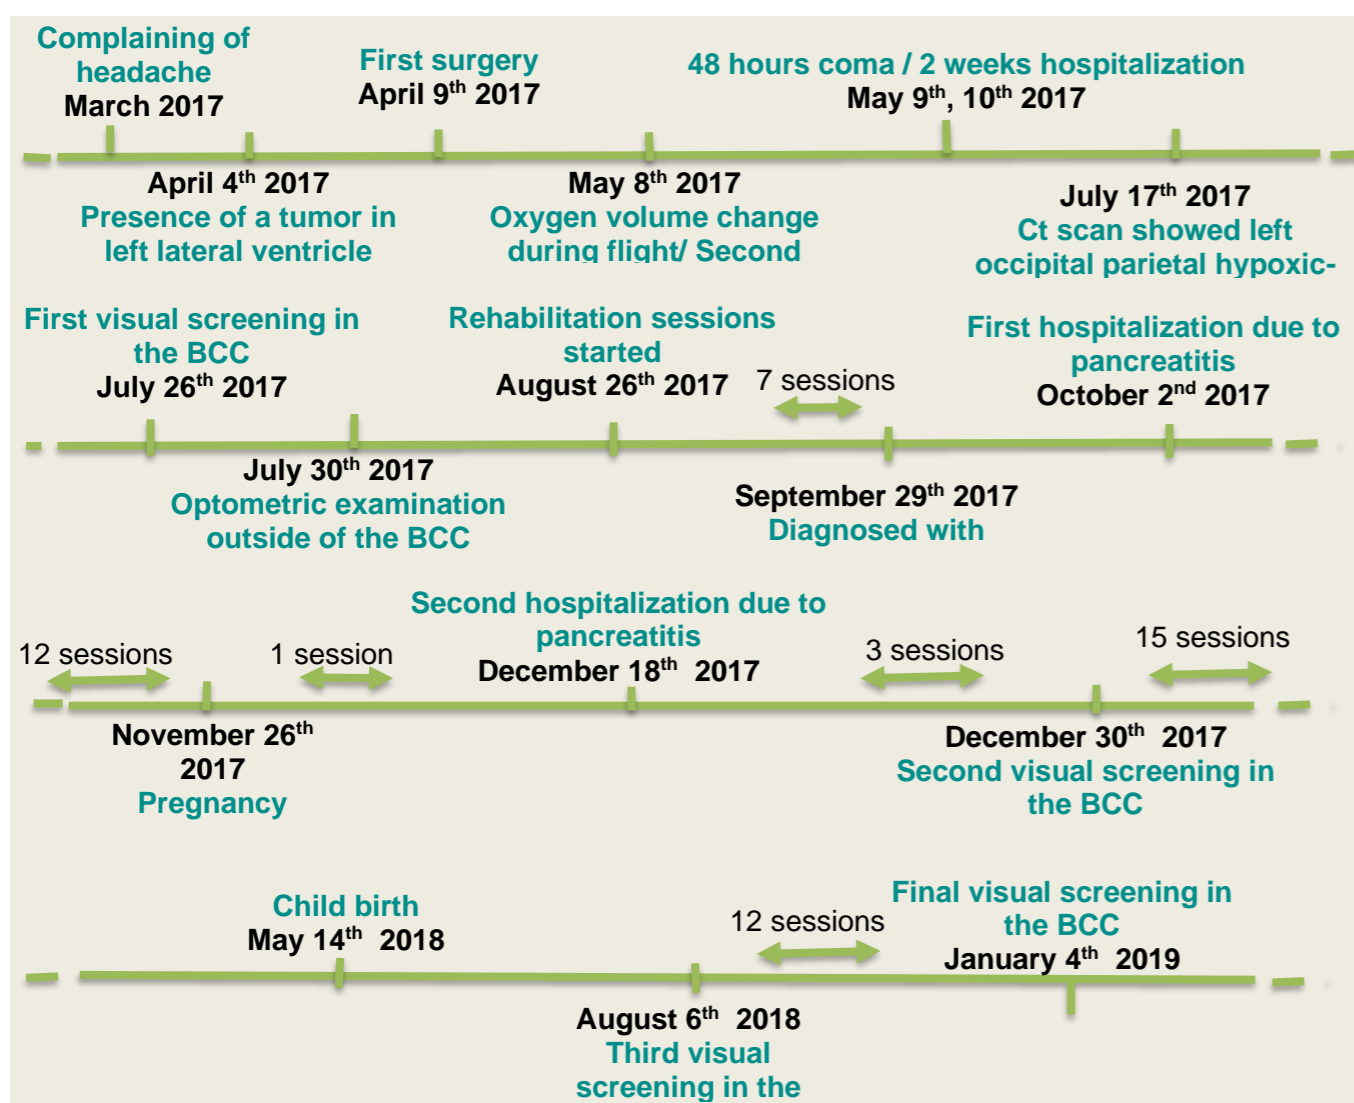 Complaining of
headache
March 2017
First surgery
April 9th 2017
48 hours coma / 2 weeks hospitalization
May 9th, 10th 2017
April 4th 2017
Presence of a tumor in
left lateral ventricle
May 8th 2017
Oxygen volume change
during flight/ Second
July 17th 2017
Ct scan showed left
occipital parietal hypoxic-
First visual screening in
the BCC
July 26th 2017
Rehabilitation sessions
started
August 26th 2017
7 sessions
First hospitalization due to
pancreatitis
October 2nd 2017
July 30th 2017
Optometric examination
outside of the BCC
September 29th 2017
Diagnosed with
12 sessions
1 session
Second hospitalization due to
pancreatitis
December 18th 2017
3 sessions
15 sessions
November 26th
2017
Pregnancy
December 30th 2017
Second visual screening in
the BCC
Child birth
May 14th 2018
12 sessions
Final visual screening in
the BCC
January 4th 2019
August 6th 2018
Third visual
screening in the